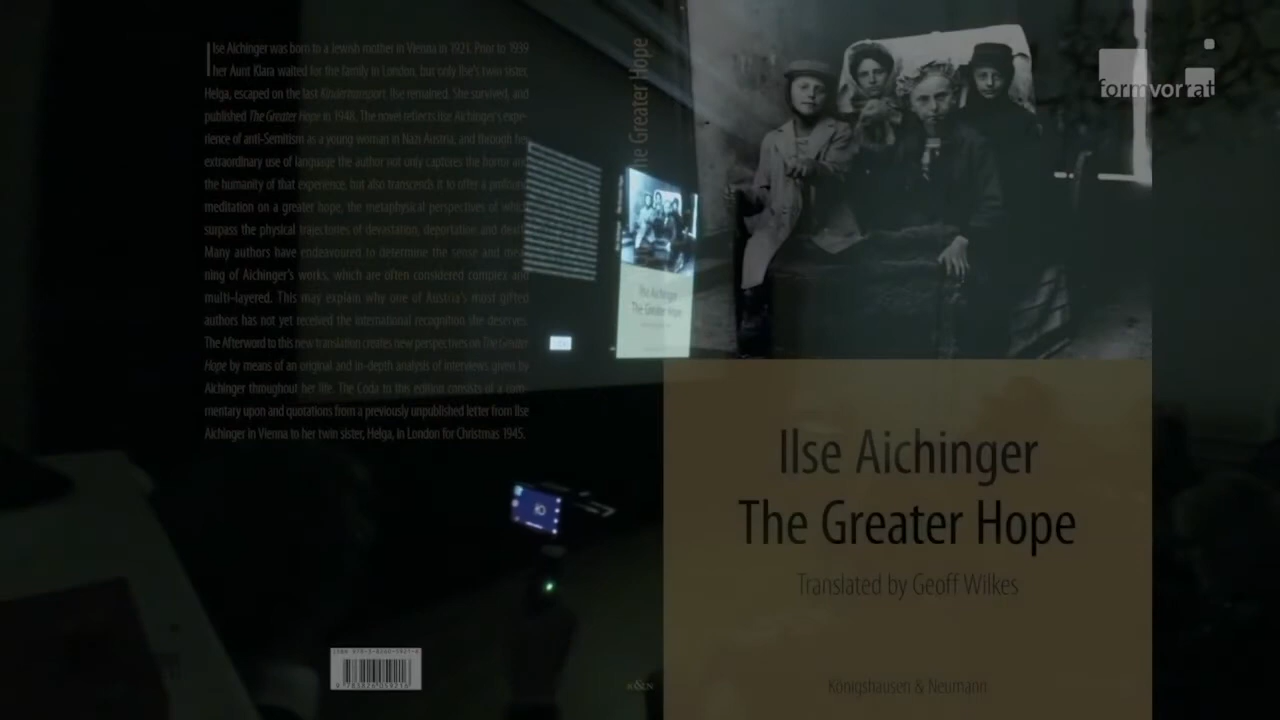 Ilse Aichinger was born to a Jewish mother in Vienna in 1921. Prior to 1939
her Aunt Klara waited for the family in London, but only Ilse's twin sister,
Helga, escaped on the last Kindertransport. Ilse remained. She survived, and
published The Greater Hope in 1948. The novel reflects Ilse Aichinger's expe-
rience of anti-Semitism as a young woman in Nazi Austria, and through her
extraordinary use of language the author not only captures the horror and
the humanity of that experience, but also transcends it to offer a profound
meditation on a greater hope, the metaphysical perspectives of which
surpass the physical trajectories of devastation, deportation and death.
Many authors have endeavoured to determine the sense and mea-
ning of Aichinger's works, which are often considered complex and
multi-layered. This may explain why one of Austria's most gifted
authors has not yet received the international recognition she deserves.
The Afterword to this new translation creates new perspectives on The Greater
Hope by means of an original and in-depth analysis of interviews given by
Aichinger throughout her life. The Coda to this edition consists of a com-
mentary upon and quotations from a previously unpublished letter from Ilse
Aichinger in Vienna to her twin sister, Helga, in London for Christmas 1945.
The Greater Hope
formvorrat
Ilse Aichinger
The Greater Hope
Ilse Aichinger
The Greater Hope
Translated by Geoff Wilkes
Königshausen & Neumann
K&N